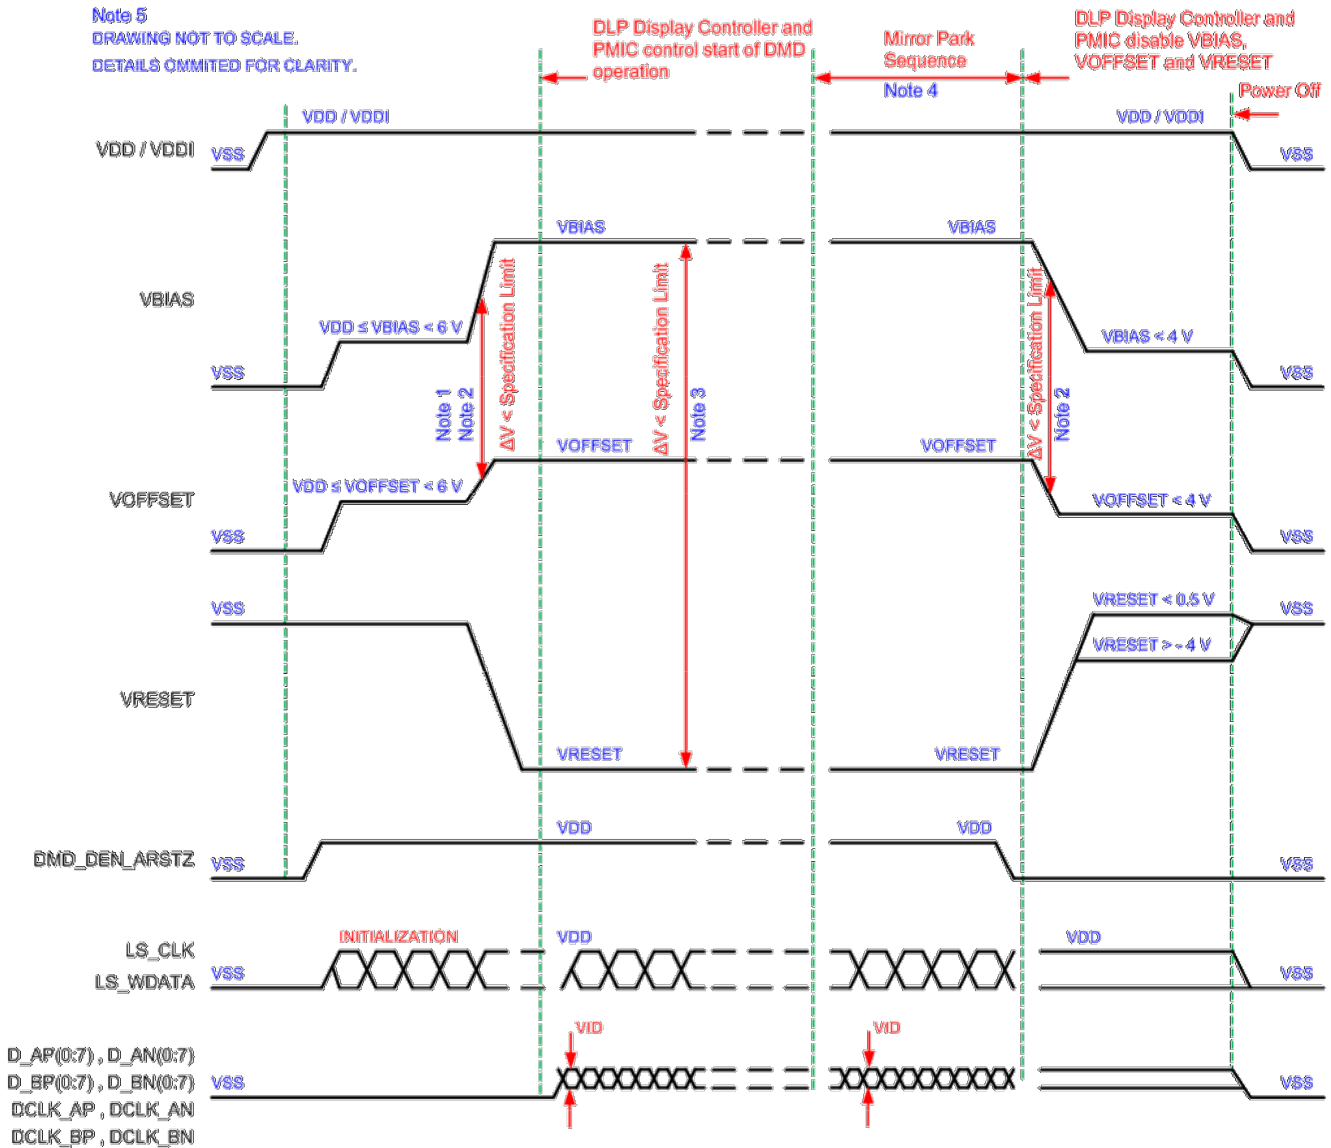 Note 5
DRAWING NOT TO SCALE.
DETAILS OMMITED FOR CLARITY.
DLP Display Controller and
PMIC control start of DMD
operation
Mirror Park
Sequence
Note 4
DLP Display Controller and
PMIC disable VBIAS,
VOFFSET and VRESET
Power Off
VDD / VDDI
VSS
VDD / VDDI
VDD / VDDI
VSS
VBIAS
VSS
VDD ≤ VBIAS < 6 V
VBIAS
VBIAS
VBIAS < 4 V
VSS
Note 1
Note 2
ΔV < Specification Limit
ΔV < Specification Limit
Note 3
ΔV < Specification Limit
Note 2
VOFFSET
VSS
VDD ≤ VOFFSET < 6 V
VOFFSET
VOFFSET
VOFFSET < 4 V
VSS
VRESET
VSS
VRESET
VRESET
VRESET < 0.5 V
VRESET > - 4 V
VSS
DMD_DEN_ARSTZ
VSS
VDD
VDD
VSS
LS_CLK
LS_WDATA
VSS
INITIALIZATION
VDD
VDD
VSS
D_AP(0:7) , D_AN(0:7)
D_BP(0:7) , D_BN(0:7)
DCLK_AP , DCLK_AN
DCLK_BP , DCLK_BN
VSS
VID
VID
VSS